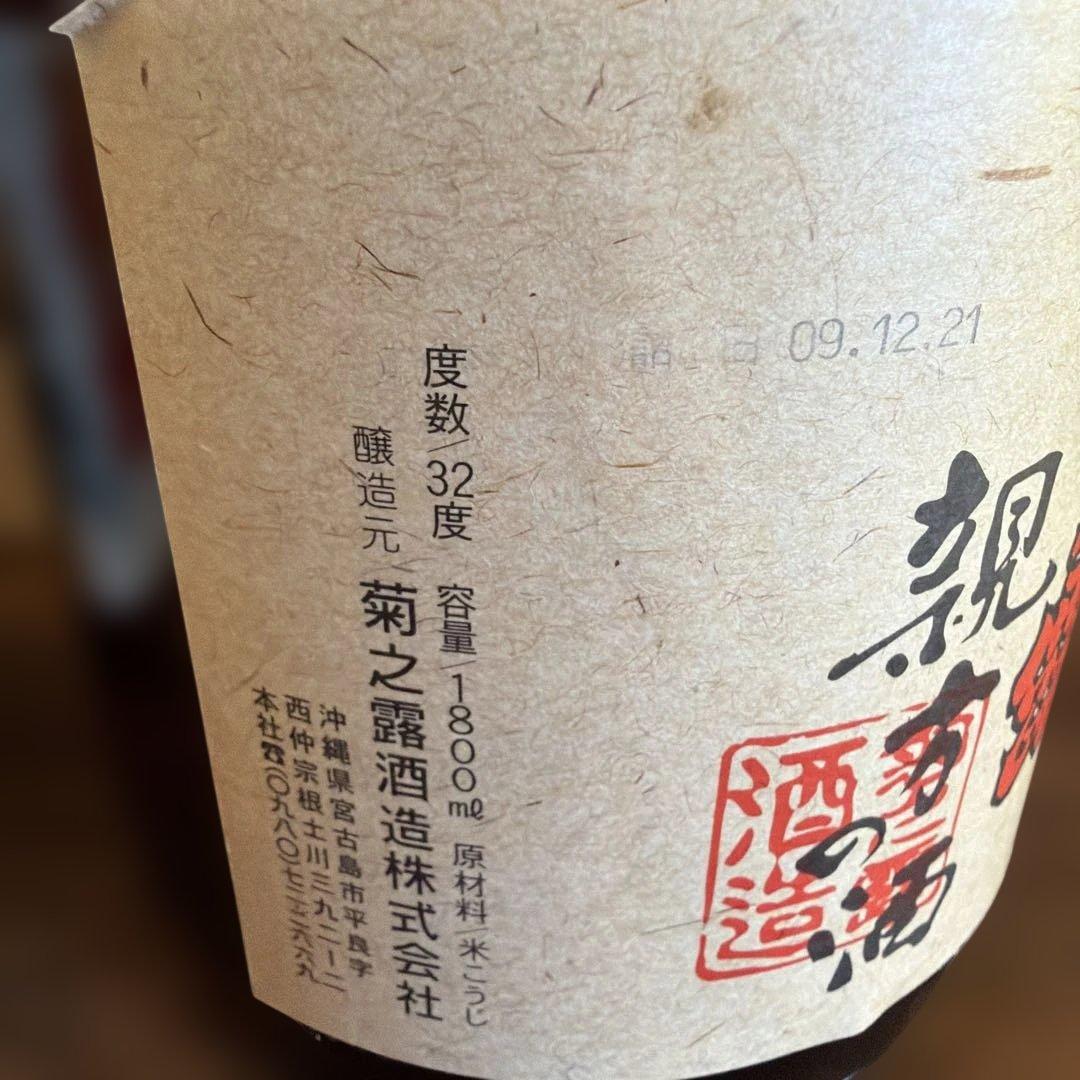 詰 日 09.12.21
親方の酒
菊之露
酒造
度数/32度 容量/1800mℓ 原材料/米こうじ
醸造元 菊之露酒造株式会社
沖縄県宮古島市平良字
西仲宗根土川三九二－二
本社☎(〇九八〇)七二－二六六九